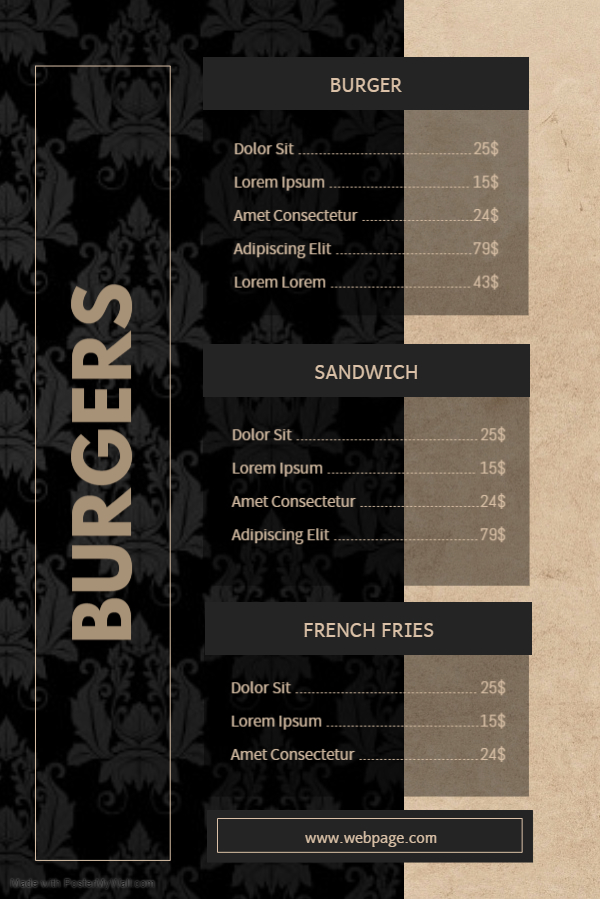 BURGERS
BURGER
Dolor Sit 25$
Lorem Ipsum 15$
Amet Consectetur 24$
Adipiscing Elit 79$
Lorem Lorem 43$
SANDWICH
Dolor Sit 25$
Lorem Ipsum 15$
Amet Consectetur 24$
Adipiscing Elit 79$
FRENCH FRIES
Dolor Sit 25$
Lorem Ipsum 15$
Amet Consectetur 24$
www.webpage.com
Made with PosterMyWall.com